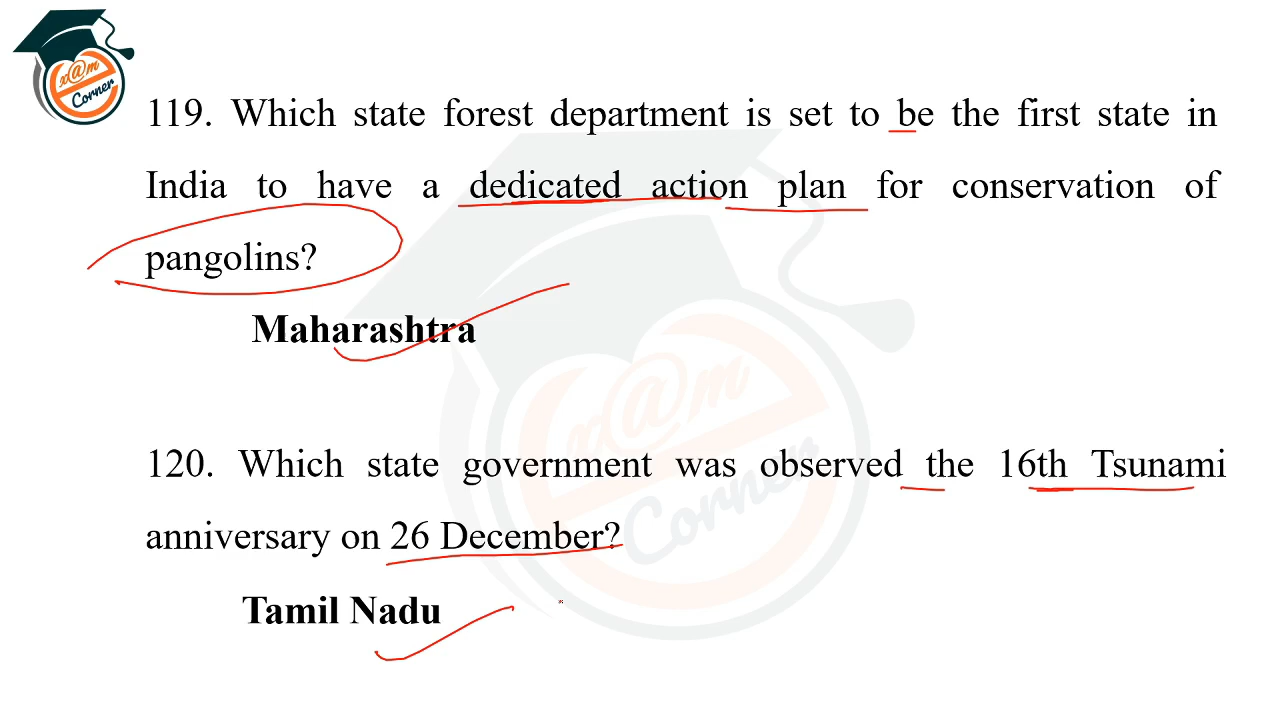 x@m
Corner
119. Which state forest department is set to be the first state in
India to have a dedicated action plan for conservation of
pangolins?
Maharashtra
x@m
Corner
120. Which state government was observed the 16th Tsunami
anniversary on 26 December?
Tamil Nadu